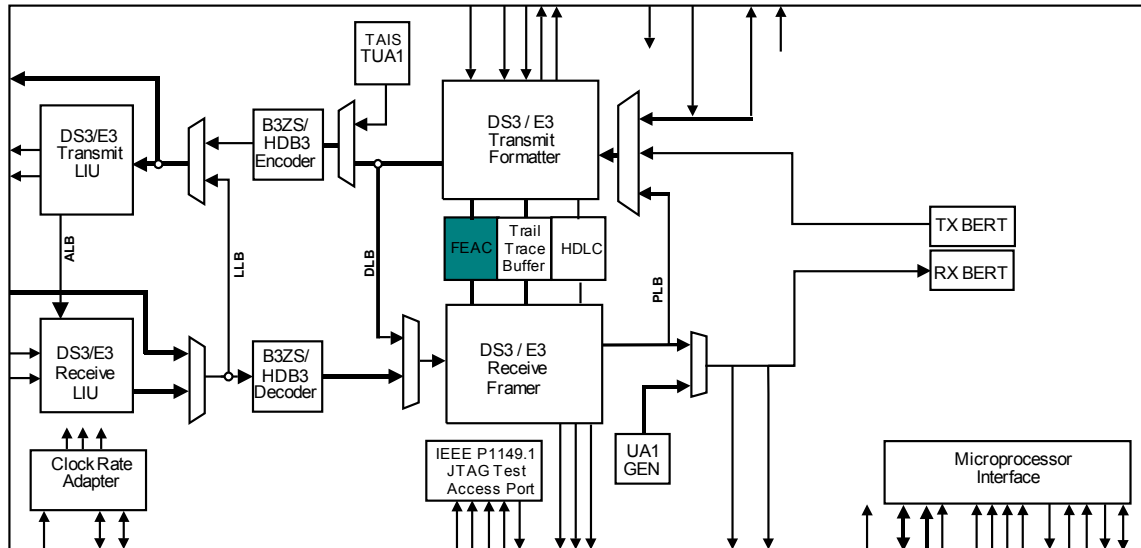 TAIS
TUA1
DS3/E3
Transmit
LIU
B3ZS/
HDB3
Encoder
DS3 / E3
Transmit
Formatter
FEAC
Trail
Trace
Buffer
HDLC
TX BERT
RX BERT
ALB
LLB
DLB
PLB
DS3/E3
Receive
LIU
B3ZS/
HDB3
Decoder
DS3 / E3
Receive
Framer
UA1
GEN
Clock Rate
Adapter
IEEE P1149.1
JTAG Test
Access Port
Microprocessor
Interface